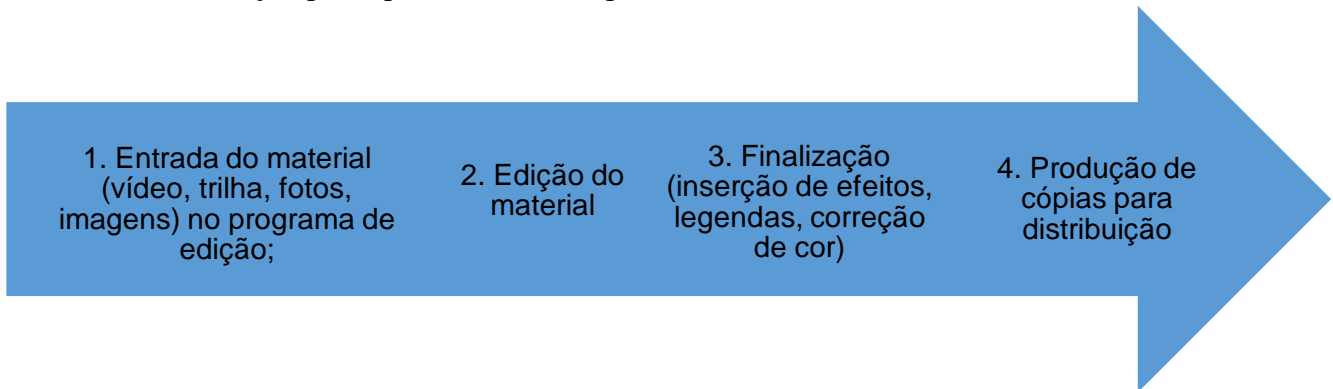 1. Entrada do material
(vídeo, trilha, fotos,
imagens) no programa de
edição;
2. Edição do
material
3. Finalização
(inserção de efeitos,
legendas, correção
de cor)
4. Produção de
cópias para
distribuição